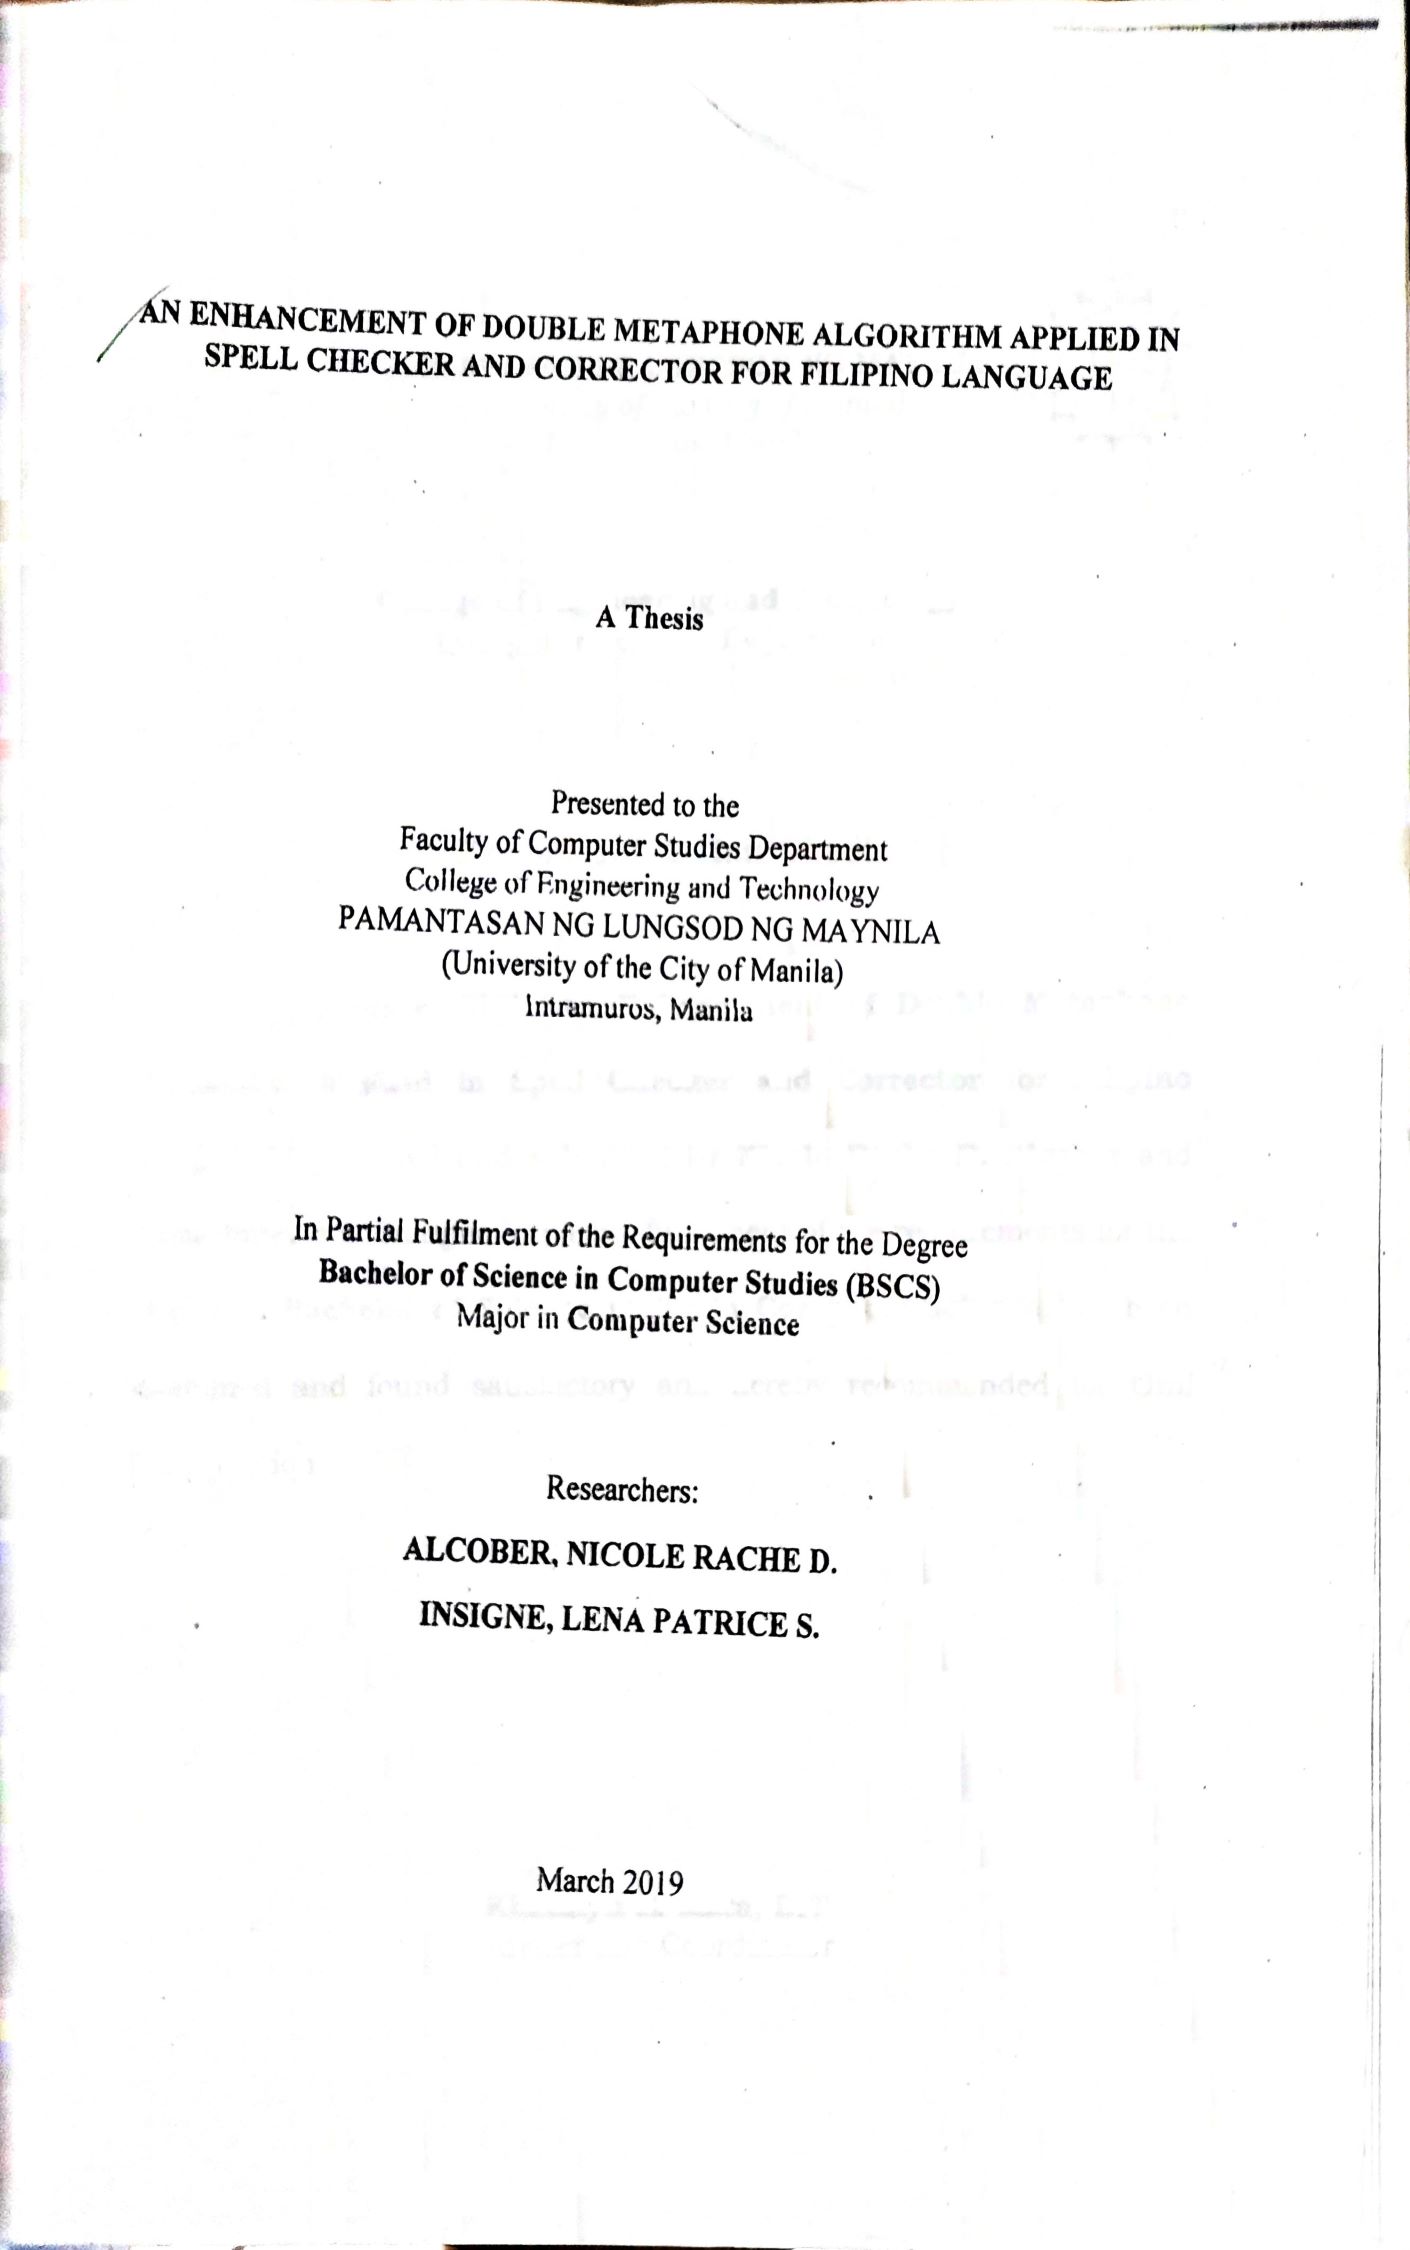 AN ENHANCEMENT OF DOUBLE METAPHONE ALGORITHM APPLIED IN
SPELL CHECKER AND CORRECTOR FOR FILIPINO LANGUAGE
A Thesis
Presented to the
Faculty of Computer Studies Department
College of Engineering and Technology
PAMANTASAN NG LUNGSOD NG MAYNILA
(University of the City of Manila)
Intramuros, Manila
In Partial Fulfilment of the Requirements for the Degree
Bachelor of Science in Computer Studies (BSCS)
Major in Computer Science
Researchers:
ALCOBER, NICOLE RACHE D.
INSIGNE, LENA PATRICE S.
March 2019